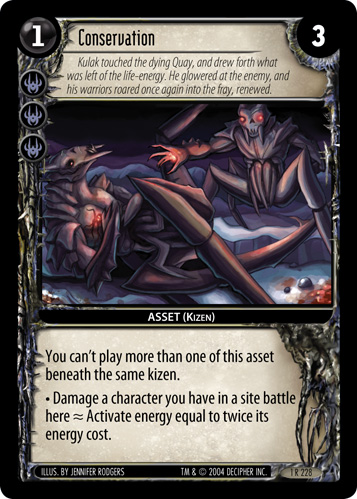 1
Conservation
3
Kulak touched the dying Quay, and drew forth what
was left of the life-energy. He glowered at the enemy, and
his warriors roared once again into the fray, renewed.
ASSET (KIZEN)
You can't play more than one of this asset
beneath the same kizen.
• Damage a character you have in a site battle
here ≈ Activate energy equal to twice its
energy cost.
ILLUS. BY JENNIFER RODGERS
TM & © 2004 DECIPHER INC.
1 R 228